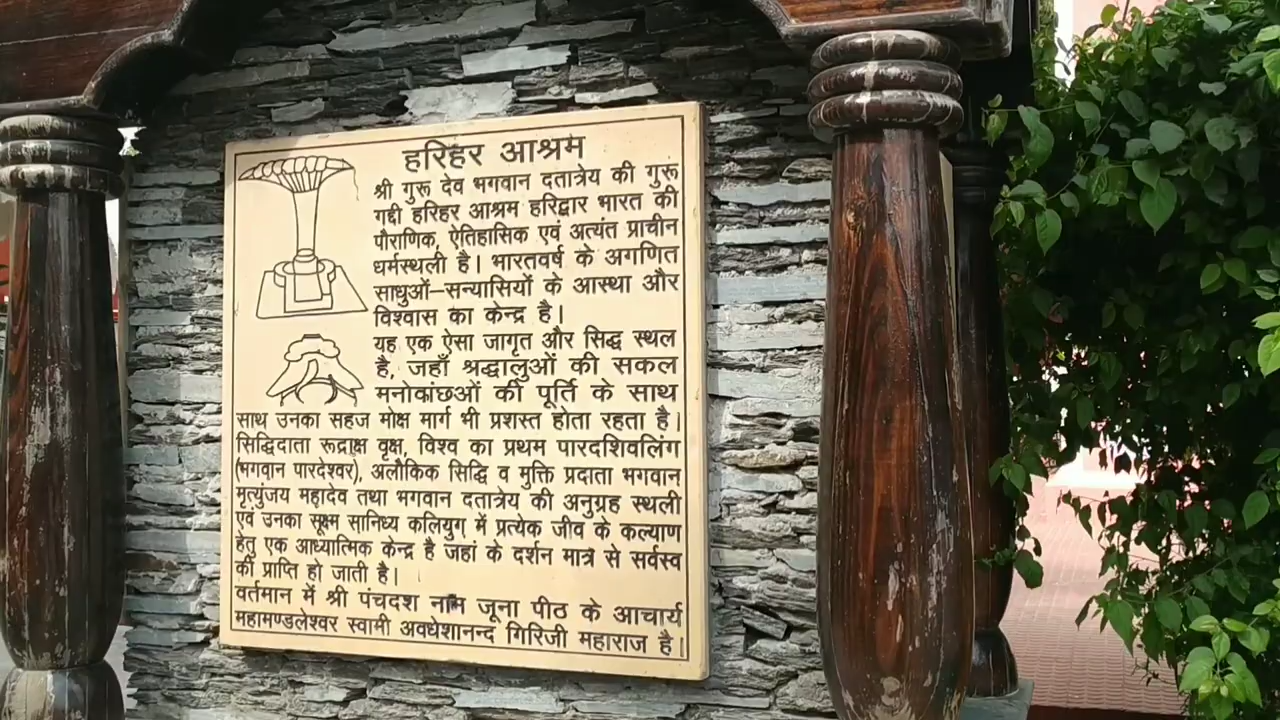 हरिहर आश्रम
श्री गुरू देव भगवान दतात्रेय की गुरू
गद्दी हरिहर आश्रम हरिद्वार भारत की
पौराणिक, ऐतिहासिक एवं अत्यंत प्राचीन
धर्मस्थली है। भारतवर्ष के अगणित
साधुओं–सन्यासियों के आस्था और
विश्वास का केन्द्र है।
यह एक ऐसा जागृत और सिद्ध स्थल
है, जहाँ श्रद्धालुओं की सकल
मनोवांछओं की पूर्ति के साथ
साथ उनका सहज मोक्ष मार्ग भी प्रशस्त होता रहता है।
सिद्धिदाता रूद्राक्ष वृक्ष, विश्व का प्रथम पारदशिवलिंग
(भगवान पारदेश्वर), अलौकिक सिद्धि व मुक्ति प्रदाता भगवान
मृत्युंजय महादेव तथा भगवान दतात्रेय की अनुग्रह स्थली
एवं उनका सूक्ष्म सानिध्य कलियुग में प्रत्येक जीव के कल्याण
हेतु एक आध्यात्मिक केन्द्र है जहां के दर्शन मात्र से सर्वस्व
की प्राप्ति हो जाती है।
वर्तमान में श्री पंचदश नाम जूना पीठ के आचार्य
महामण्डलेश्वर स्वामी अवधेशानन्द गिरिजी महाराज है।